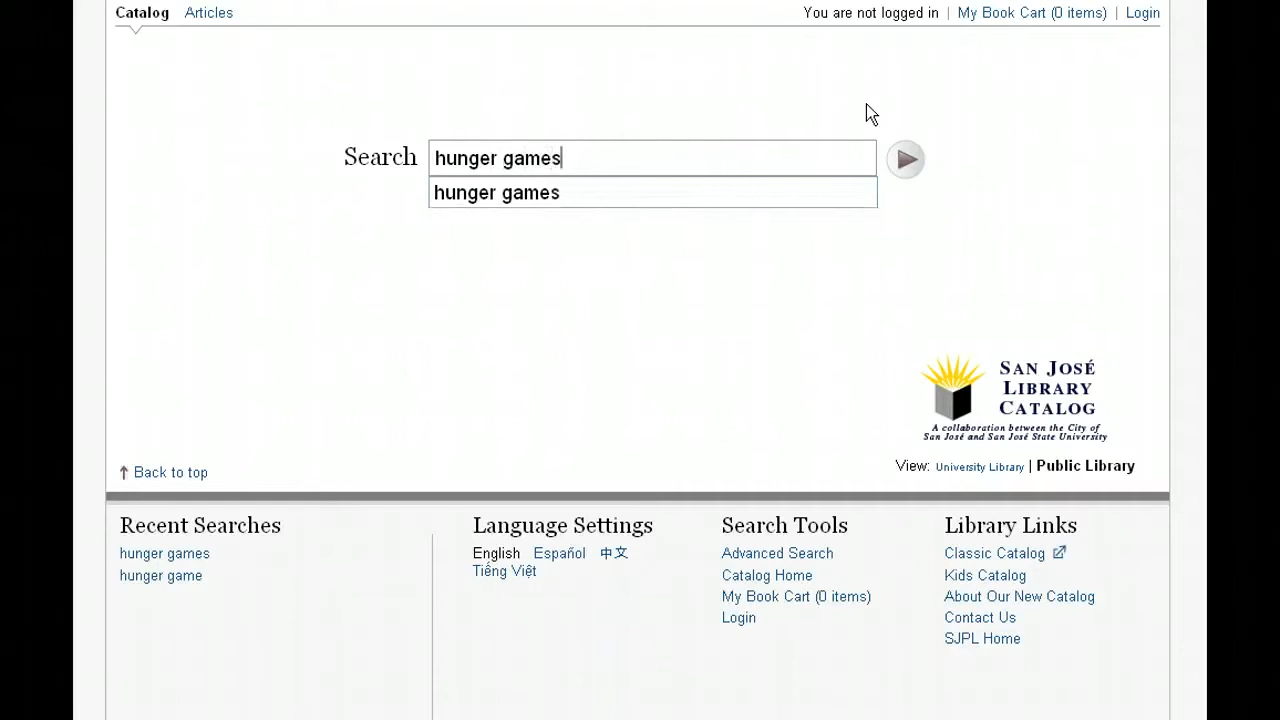 Catalog Articles You are not logged in | My Book Cart (0 items) | Login
Search hunger games
hunger games
SAN JOSÉ
LIBRARY
CATALOG
A collaboration between the City of
San José and San José State University
View: University Library | Public Library
Back to top
Recent Searches
hunger games
hunger game
Language Settings
English Español 中文
Tiếng Việt
Search Tools
Advanced Search
Catalog Home
My Book Cart (0 items)
Login
Library Links
Classic Catalog
Kids Catalog
About Our New Catalog
Contact Us
SJPL Home